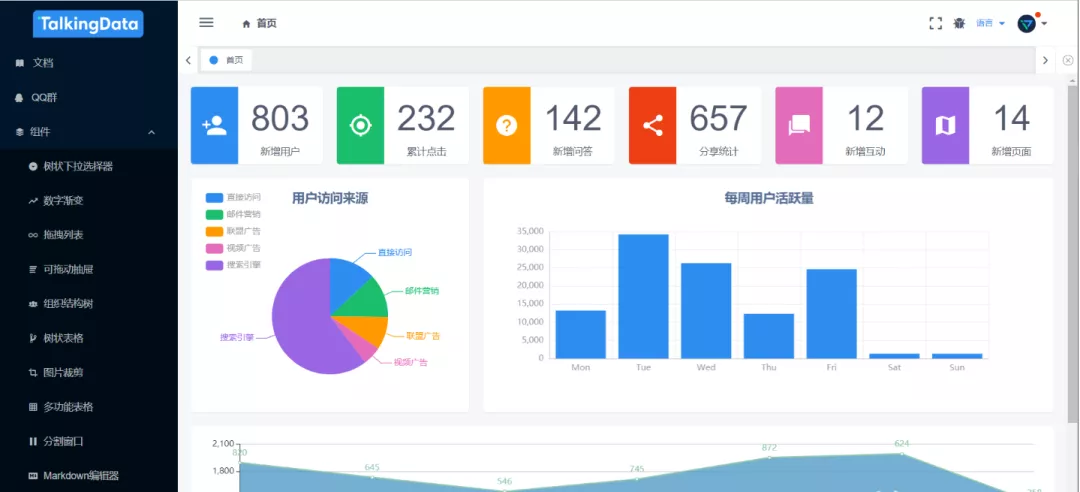 TalkingData
文档
QQ群
组件
树状下拉选择器
数字渐变
拖拽列表
可拖动抽屉
组织结构树
树状表格
图片裁剪
多功能表格
分割窗口
Markdown编辑器
首页
语言
首页
803
新增用户
232
累计点击
142
新增问答
657
分享统计
12
新增互动
14
新增页面
用户访问来源
直接访问
邮件营销
联盟广告
视频广告
搜索引擎
直接访问
邮件营销
联盟广告
视频广告
搜索引擎
每周用户活跃量
35,000
30,000
25,000
20,000
15,000
10,000
5,000
0
Mon
Tue
Wed
Thu
Fri
Sat
Sun
2,100
1,800
820
645
546
745
872
624